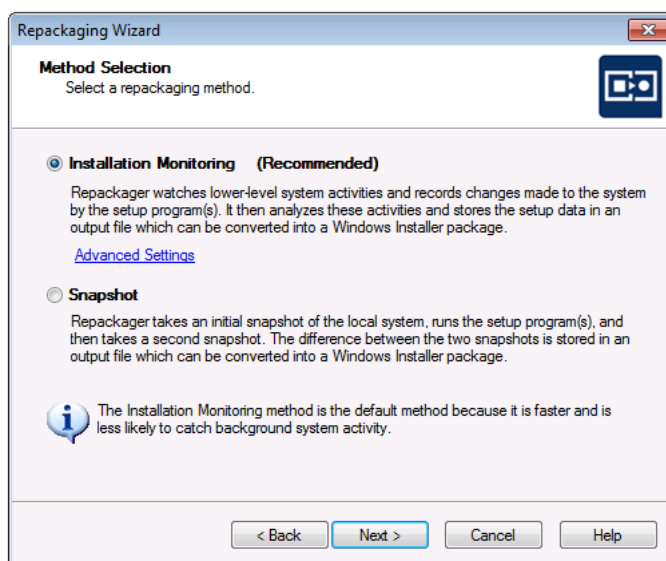 Repackaging Wizard
Method Selection
Select a repackaging method.
Installation Monitoring (Recommended)
Repackager watches lower-level system activities and records changes made to the system
by the setup program(s). It then analyzes these activities and stores the setup data in an
output file which can be converted into a Windows Installer package.
Advanced Settings
Snapshot
Repackager takes an initial snapshot of the local system, runs the setup program(s), and
then takes a second snapshot. The difference between the two snapshots is stored in an
output file which can be converted into a Windows Installer package.
The Installation Monitoring method is the default method because it is faster and is
less likely to catch background system activity.
< Back Next > Cancel Help